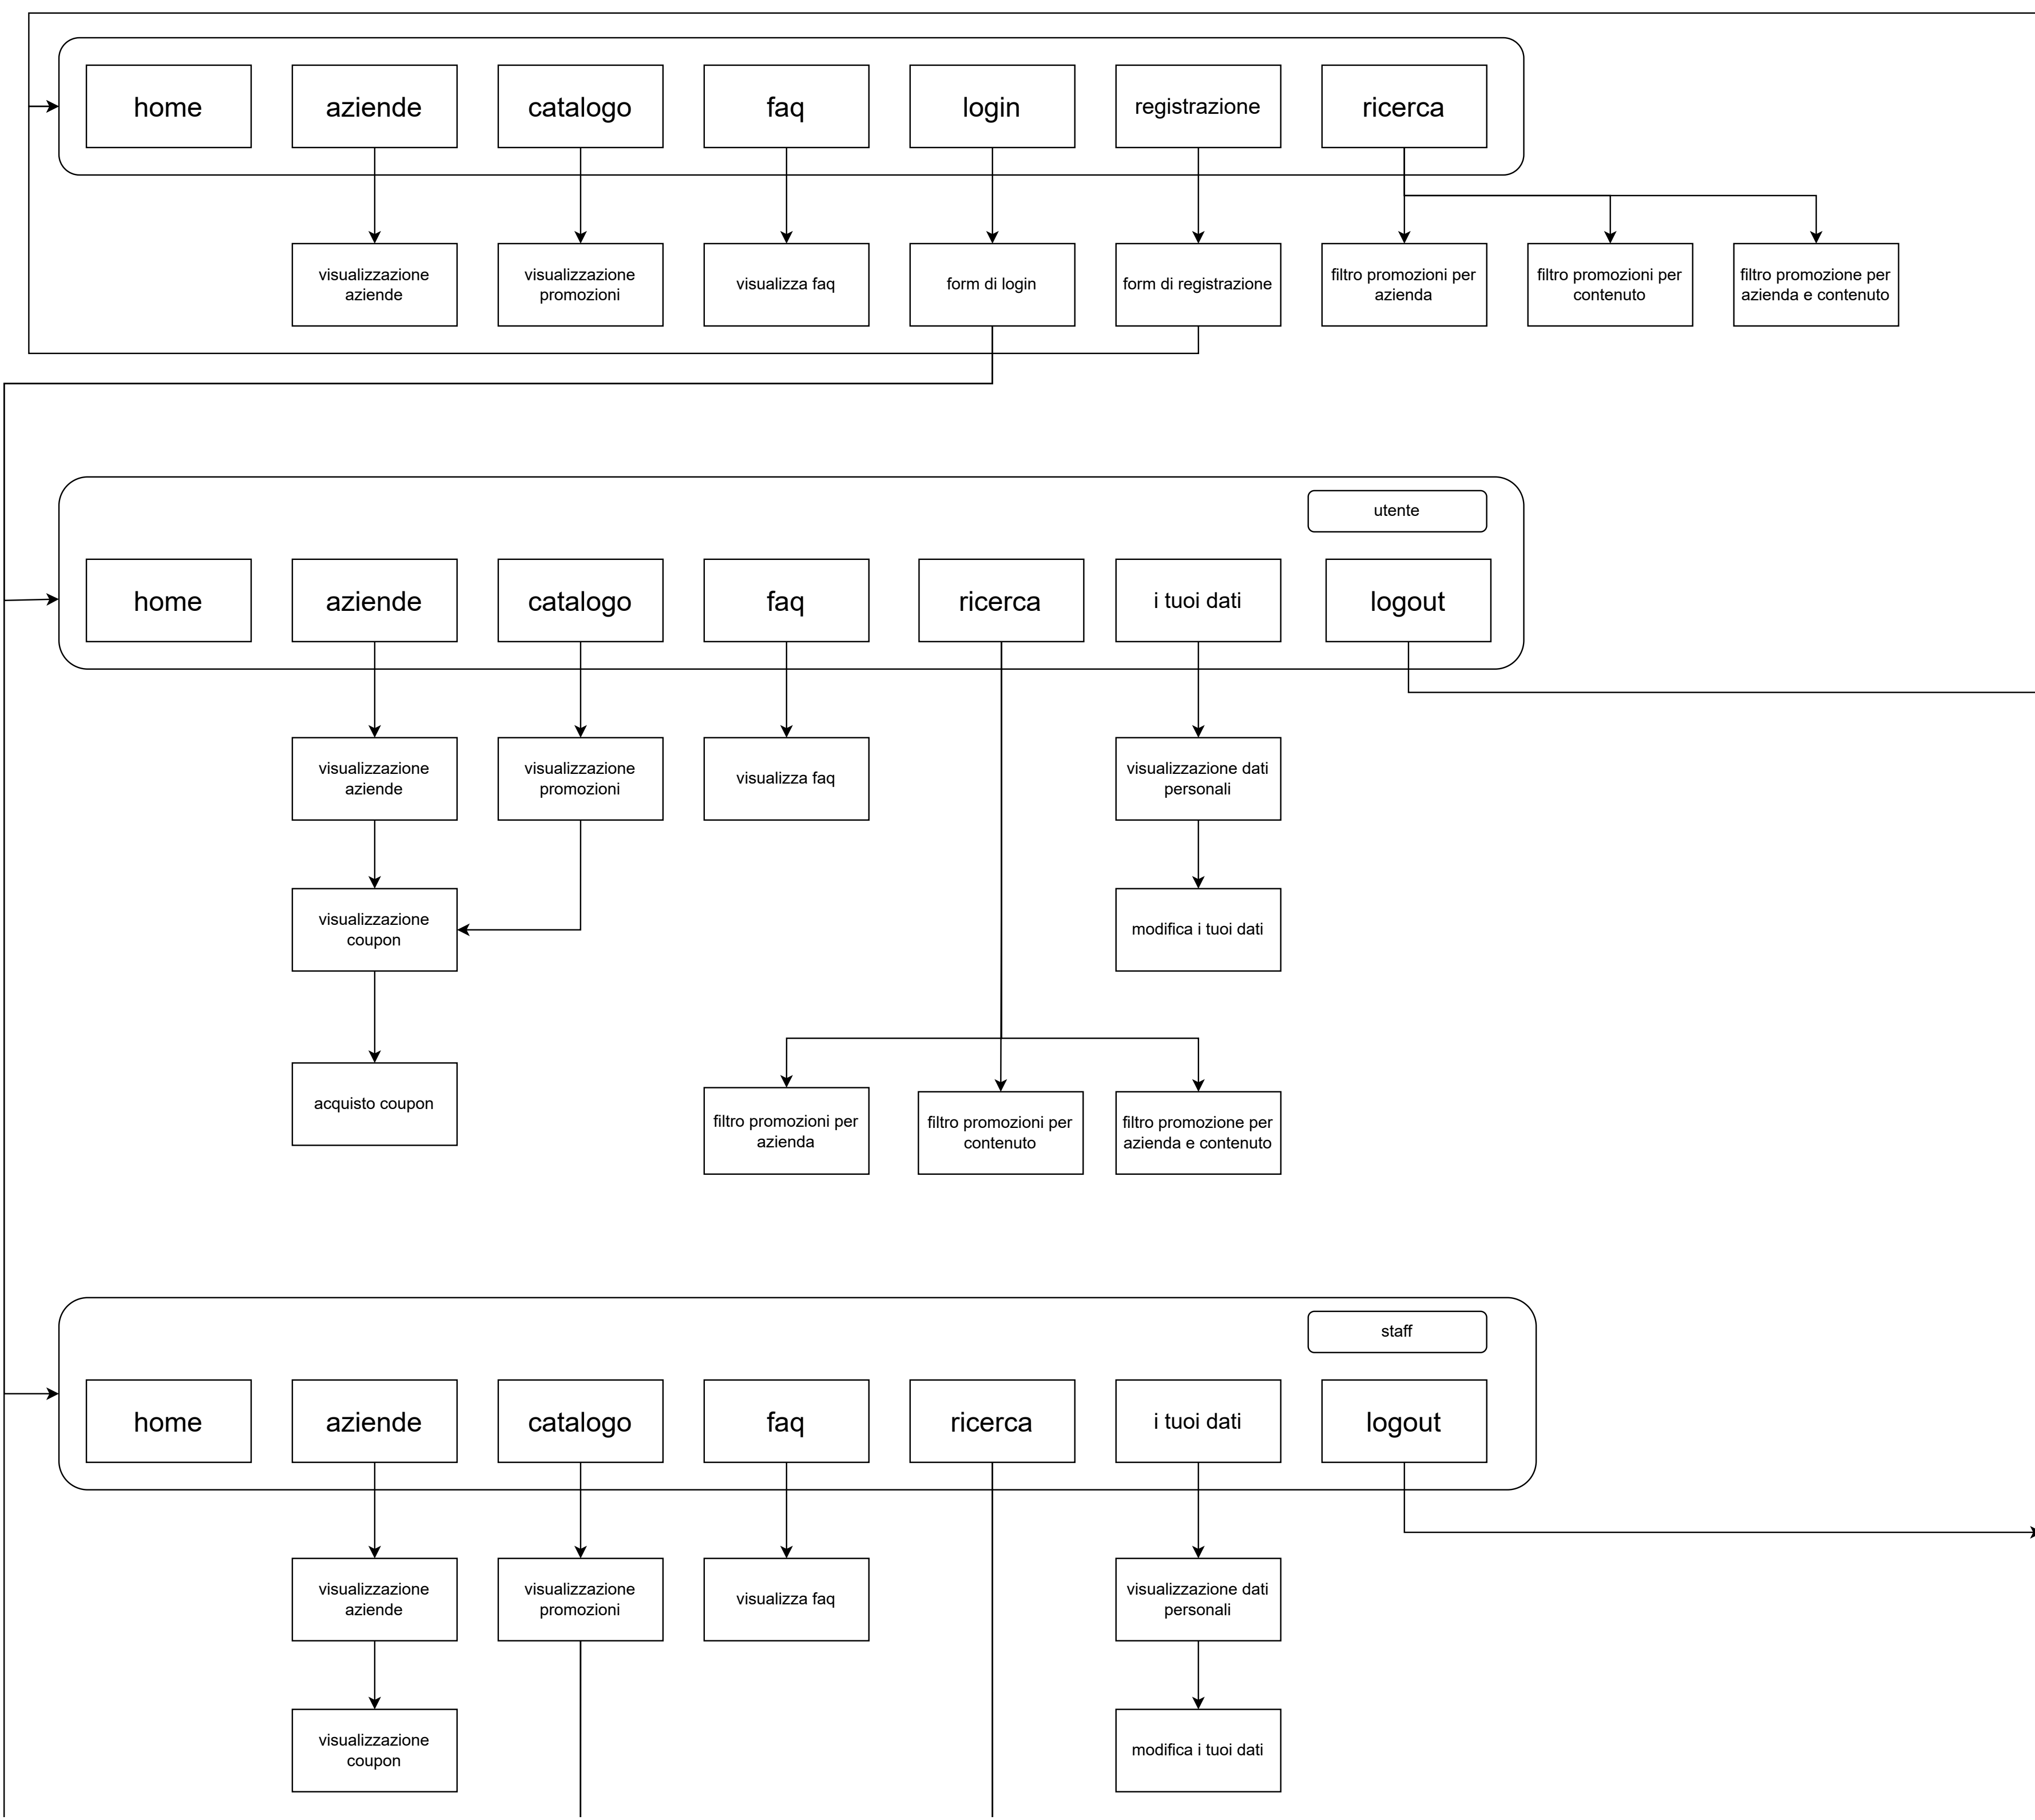 home
aziende
catalogo
faq
login
registrazione
ricerca
visualizzazione
aziende
visualizzazione
promozioni
visualizza faq
form di login
form di registrazione
filtro promozioni per
azienda
filtro promozioni per
contenuto
filtro promozione per
azienda e contenuto
utente
home
aziende
catalogo
faq
ricerca
i tuoi dati
logout
visualizzazione
aziende
visualizzazione
promozioni
visualizza faq
visualizzazione dati
personali
visualizzazione
coupon
modifica i tuoi dati
acquisto coupon
filtro promozioni per
azienda
filtro promozioni per
contenuto
filtro promozione per
azienda e contenuto
staff
home
aziende
catalogo
faq
ricerca
i tuoi dati
logout
visualizzazione
aziende
visualizzazione
promozioni
visualizza faq
visualizzazione dati
personali
visualizzazione
coupon
modifica i tuoi dati